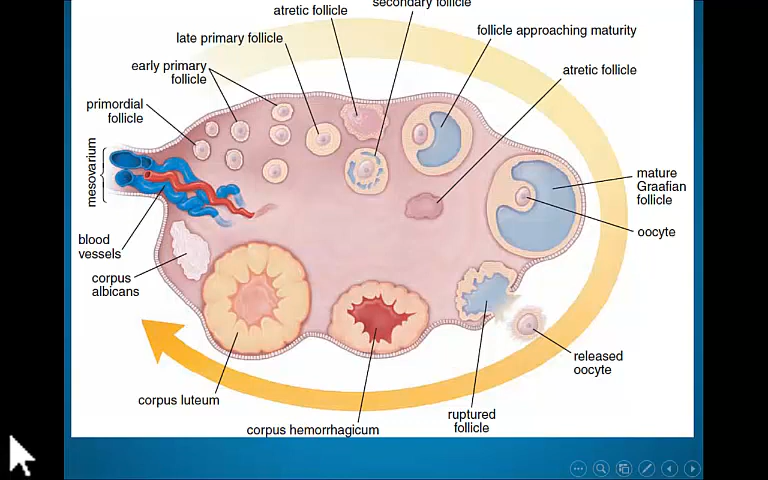 secondary follicle
atretic follicle
follicle approaching maturity
late primary follicle
atretic follicle
early primary
follicle
primordial
follicle
mesovarium
mature
Graafian
follicle
oocyte
blood
vessels
corpus
albicans
released
oocyte
corpus luteum
ruptured
follicle
corpus hemorrhagicum